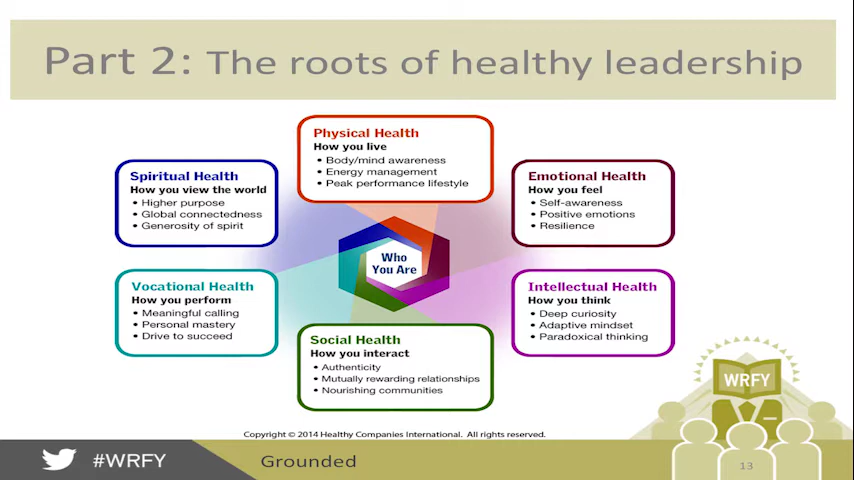 Part 2: The roots of healthy leadership
Physical Health
How you live
• Body/mind awareness
• Energy management
• Peak performance lifestyle
Spiritual Health
How you view the world
• Higher purpose
• Global connectedness
• Generosity of spirit
Emotional Health
How you feel
• Self-awareness
• Positive emotions
• Resilience
Who
You Are
Vocational Health
How you perform
• Meaningful calling
• Personal mastery
• Drive to succeed
Intellectual Health
How you think
• Deep curiosity
• Adaptive mindset
• Paradoxical thinking
Social Health
How you interact
• Authenticity
• Mutually rewarding relationships
• Nourishing communities
WRFY
Copyright © 2014 Healthy Companies International. All rights reserved.
#WRFY
Grounded
13